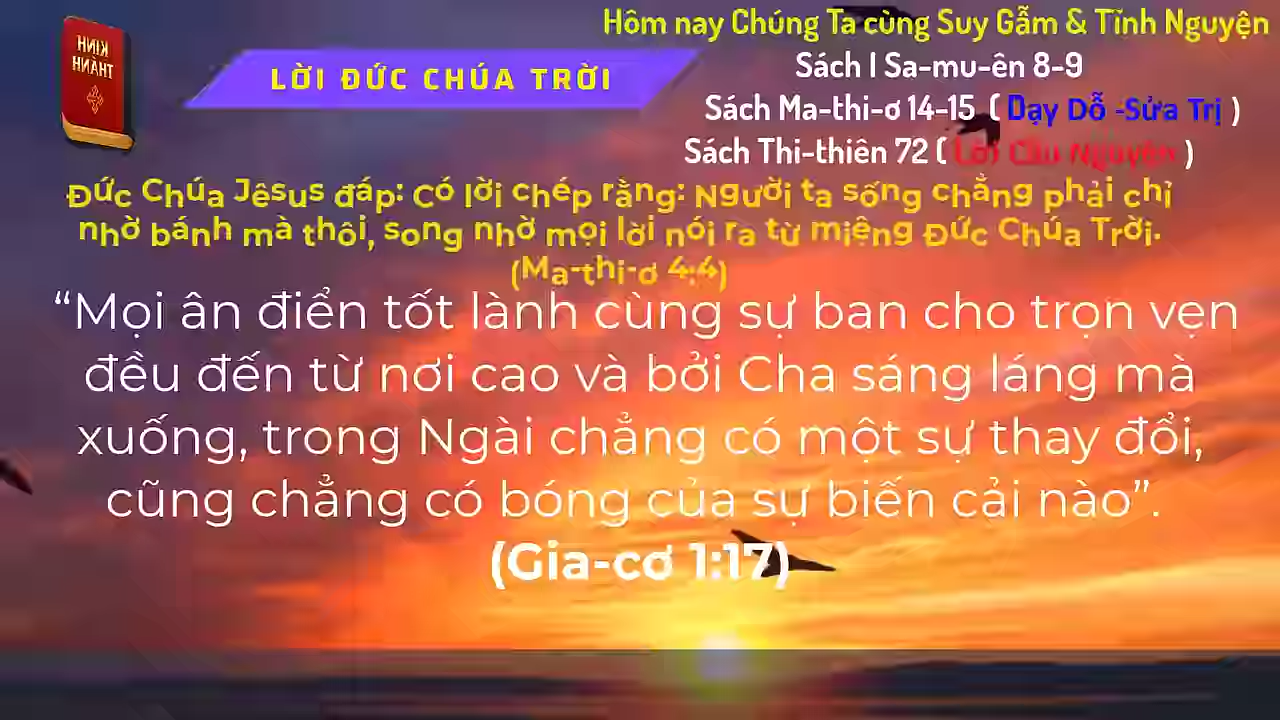 KINH
THÁNH
LỜI ĐỨC CHÚA TRỜI
Hôm nay Chúng Ta cùng Suy Gẫm & Tĩnh Nguyện
Sách I Sa-mu-ên 8-9
Sách Ma-thi-ơ 14-15 ( Dạy Dỗ -Sửa Trị )
Sách Thi-thiên 72 ( Lời Cầu Nguyện )
Đức Chúa Jêsus đáp: Có lời chép rằng: Người ta sống chẳng phải chỉ
nhờ bánh mà thôi, song nhờ mọi lời nói ra từ miệng Đức Chúa Trời.
(Ma-thi-ơ 4:4)
“Mọi ân điển tốt lành cùng sự ban cho trọn vẹn
đều đến từ nơi cao và bởi Cha sáng láng mà
xuống, trong Ngài chẳng có một sự thay đổi,
cũng chẳng có bóng của sự biến cải nào”.
(Gia-cơ 1:17)